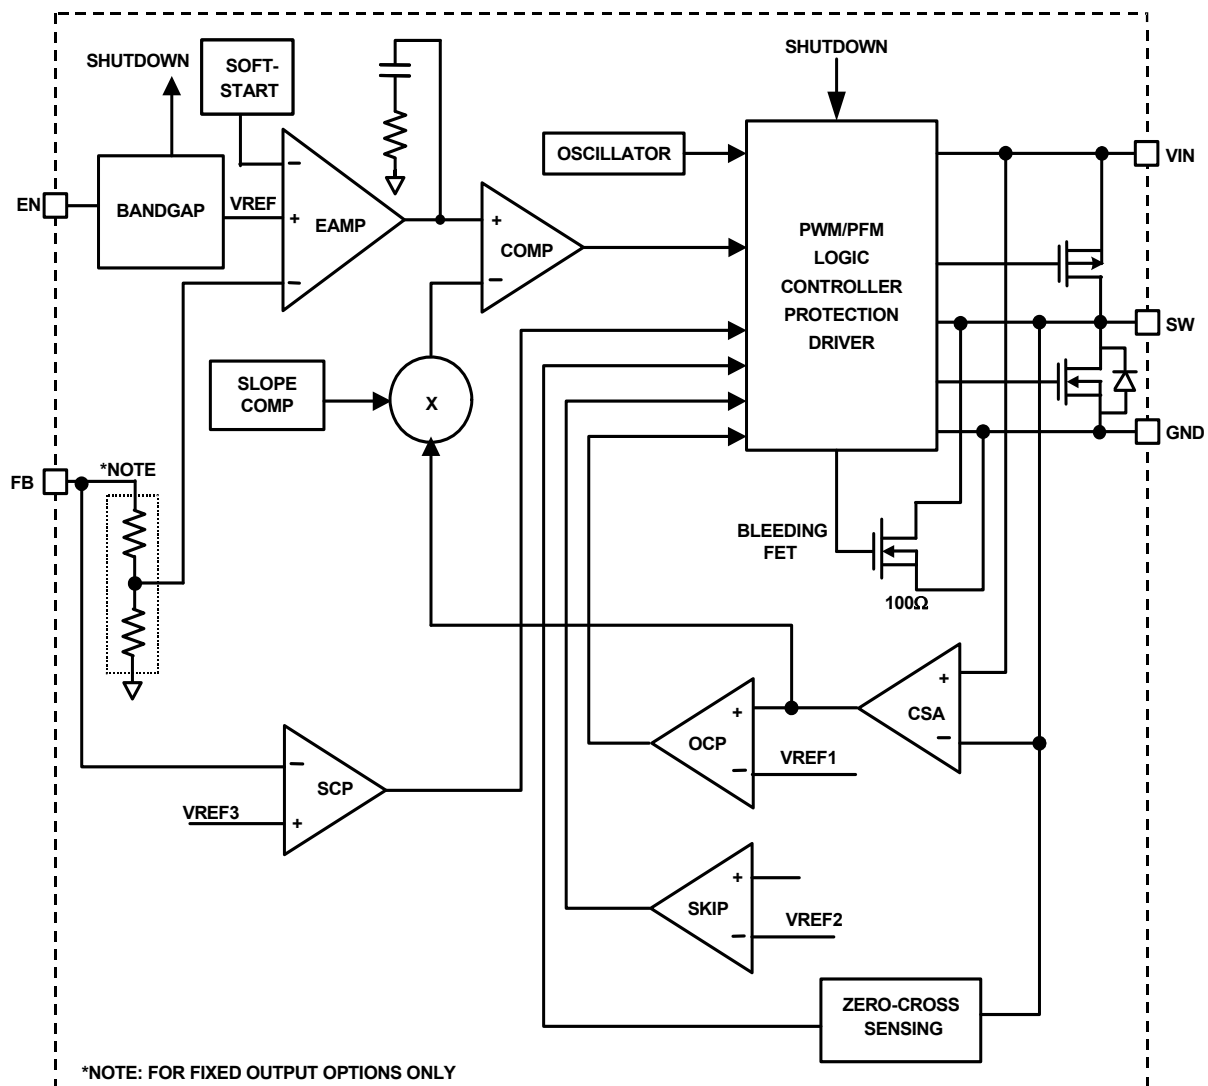 SHUTDOWN
SOFT-
START
SHUTDOWN
OSCILLATOR
VIN
EN
BANDGAP
VREF
−
+
−
EAMP
+
−
COMP
PWM/PFM
LOGIC
CONTROLLER
PROTECTION
DRIVER
SW
SLOPE
COMP
X
GND
FB
*NOTE
BLEEDING
FET
100Ω
+
−
CSA
+
−
OCP
VREF1
−
+
SCP
VREF3
+
−
SKIP
VREF2
ZERO-CROSS
SENSING
*NOTE: FOR FIXED OUTPUT OPTIONS ONLY